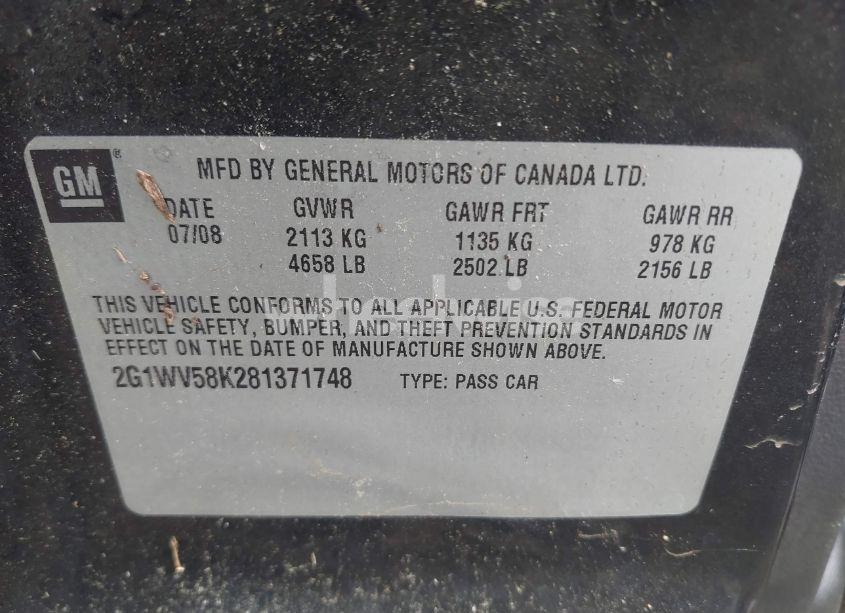 GM
MFD BY GENERAL MOTORS OF CANADA LTD.
DATE GVWR GAWR FRT GAWR RR
07/08 2113 KG 1135 KG 978 KG
4658 LB 2502 LB 2156 LB
THIS VEHICLE CONFORMS TO ALL APPLICABLE U.S. FEDERAL MOTOR
VEHICLE SAFETY, BUMPER, AND THEFT PREVENTION STANDARDS IN
EFFECT ON THE DATE OF MANUFACTURE SHOWN ABOVE.
2G1WV58K281371748 TYPE: PASS CAR